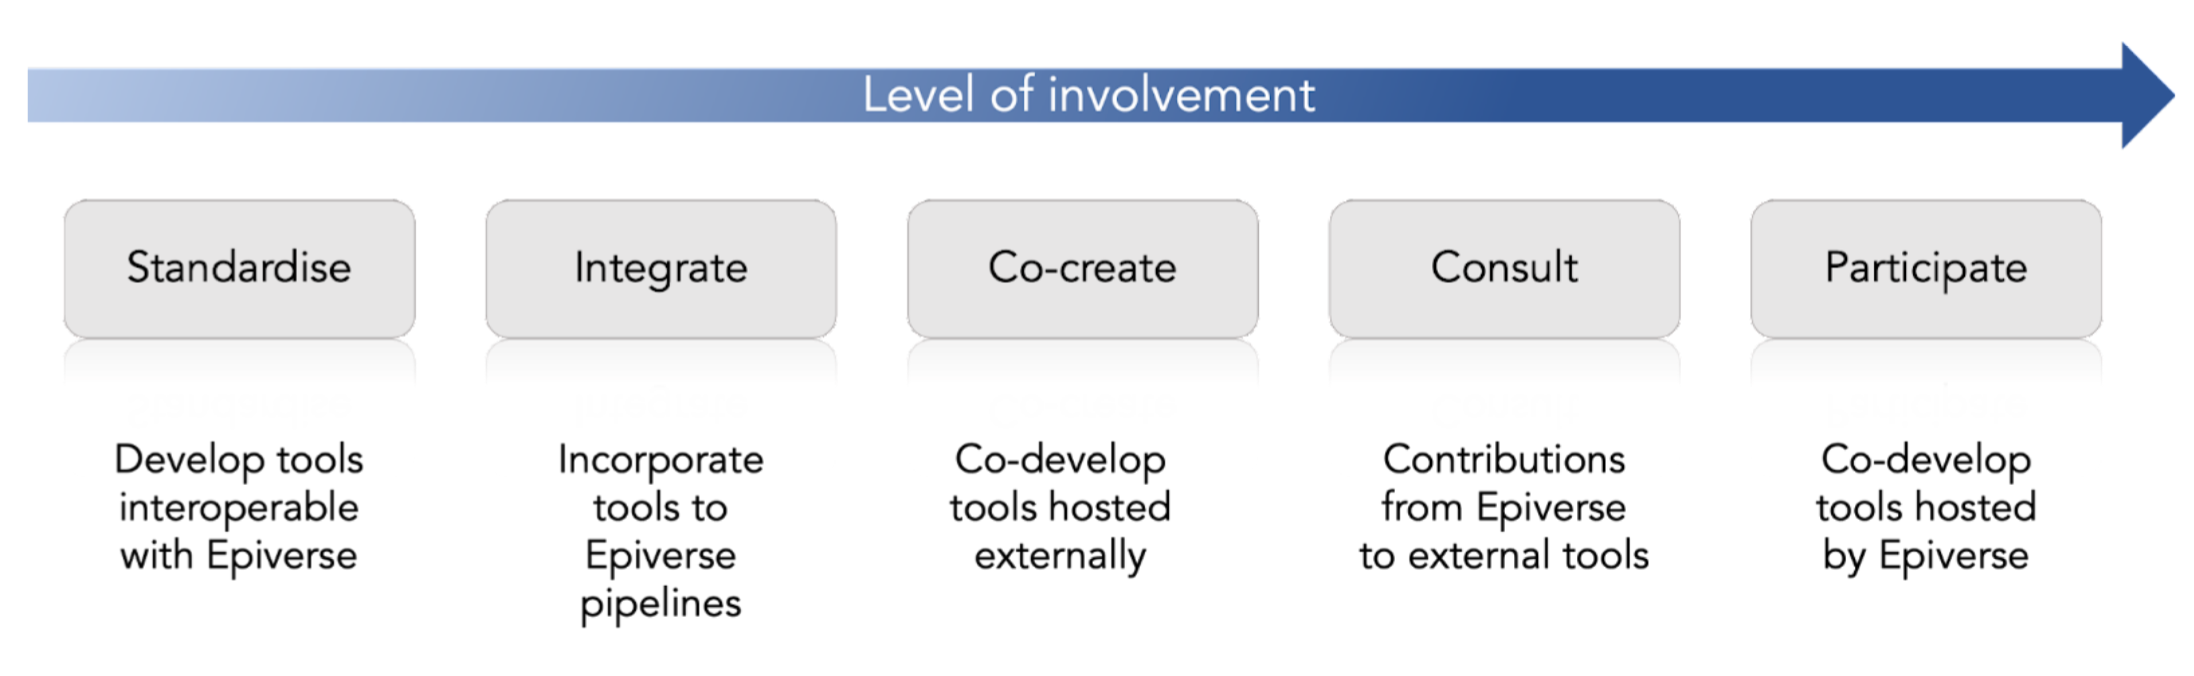 Level of involvement
Standardise
Integrate
Co-create
Consult
Participate
Develop tools
interoperable
with Epiverse
Incorporate
tools to
Epiverse
pipelines
Co-develop
tools hosted
externally
Contributions
from Epiverse
to external tools
Co-develop
tools hosted
by Epiverse